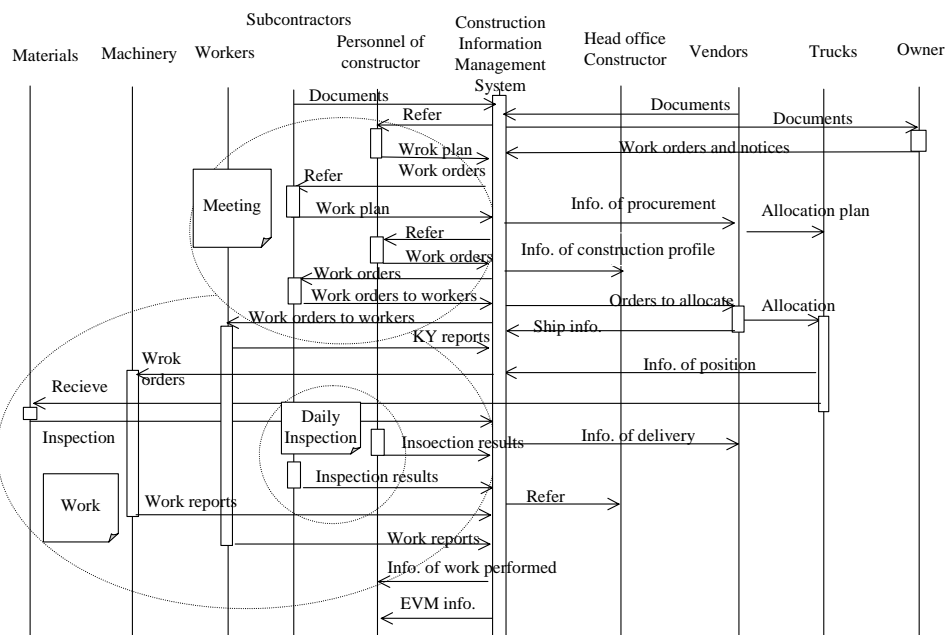 Subcontractors
Construction
Information
Management
System
Materials
Machinery
Workers
Personnel of
constructor
Head office
Constructor
Vendors
Trucks
Owner
Documents
Documents
Refer
Documents
Wrok plan
Work orders and notices
Work orders
Refer
Meeting
Work plan
Info. of procurement
Allocation plan
Refer
Work orders
Info. of construction profile
Work orders
Work orders to workers
Orders to allocate
Allocation
Work orders to workers
Ship info.
KY reports
Wrok
orders
Info. of position
Recieve
Daily
Inspection
Inspection
Insoection results
Info. of delivery
Inspection results
Work
Work reports
Refer
Work reports
Info. of work performed
EVM info.